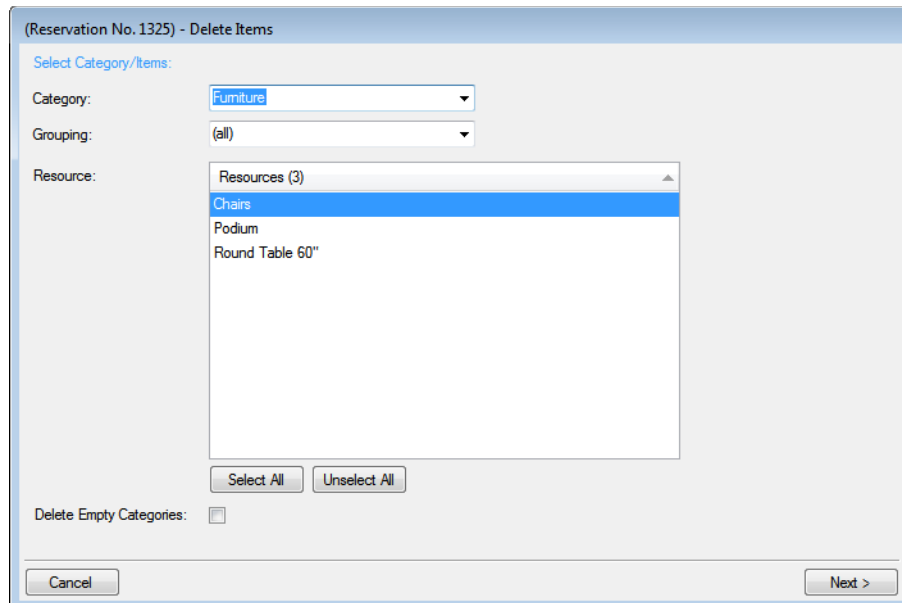 (Reservation No. 1325) - Delete Items
Select Category/Items:
Category: Furniture
Grouping: (all)
Resource: Resources (3)
Chairs
Podium
Round Table 60"
Select All Unselect All
Delete Empty Categories:
Cancel Next >